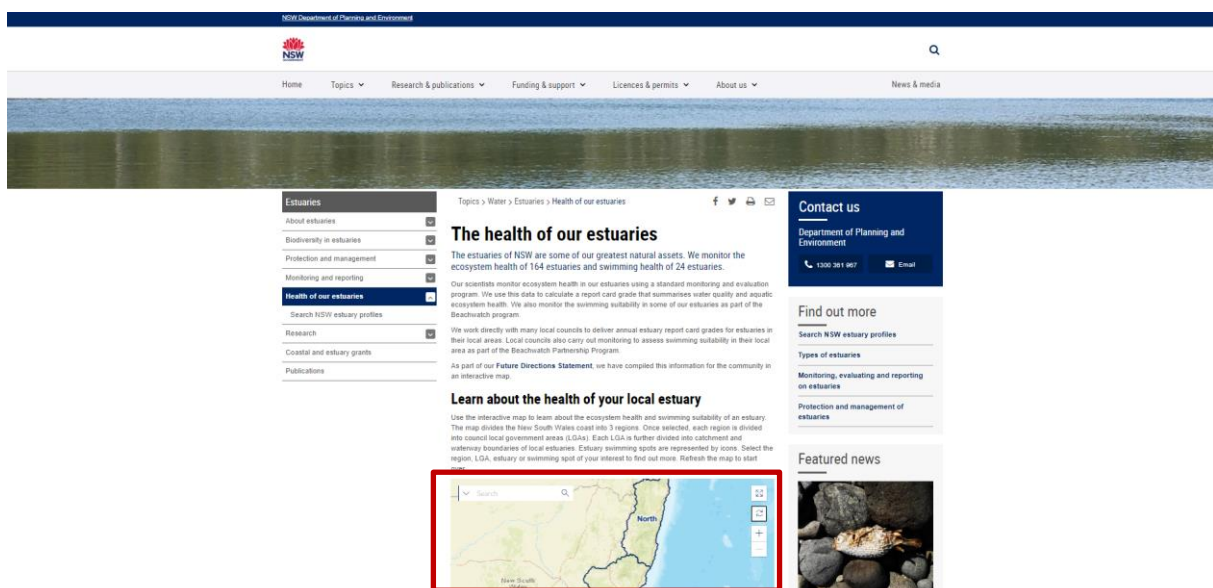 NSW Department of Planning and Environment
NSW
GOVERNMENT
Home Topics Research & publications Funding & support Licences & permits About us News & media
Estuaries
About estuaries
Biodiversity in estuaries
Protection and management
Monitoring and reporting
Health of our estuaries
Search NSW estuary profiles
Research
Coastal and estuary grants
Publications
Topics > Water > Estuaries > Health of our estuaries
The health of our estuaries
The estuaries of NSW are some of our greatest natural assets. We monitor the
ecosystem health of 164 estuaries and swimming health of 24 estuaries.
Our scientists monitor ecosystem health in our estuaries using a standard monitoring and evaluation
program. We use this data to calculate a report card grade that summarises water quality and aquatic
ecosystem health. We also monitor the swimming suitability in some of our estuaries as part of the
Beachwatch program.
We work directly with many local councils to deliver annual estuary report card grades for estuaries in
their local areas. Local councils also carry out monitoring to assess swimming suitability in their local
area as part of the Beachwatch Partnership Program.
As part of our Future Directions Statement, we have compiled this information for the community in
an interactive map.
Learn about the health of your local estuary
Use the interactive map to learn about the ecosystem health and swimming suitability of an estuary.
The map divides the New South Wales coast into 3 regions. Once selected, each region is divided
into council local government areas (LGAs). Each LGA is further divided into catchment and
waterway boundaries of local estuaries. Estuary swimming spots are represented by icons. Select the
region, LGA, estuary or swimming spot of your interest to find out more. Refresh the map to start
over.
Search
North
New South
Wales
Contact us
Department of Planning and
Environment
1300 361 967 Email
Find out more
Search NSW estuary profiles
Types of estuaries
Monitoring, evaluating and reporting
on estuaries
Protection and management of
estuaries
Featured news